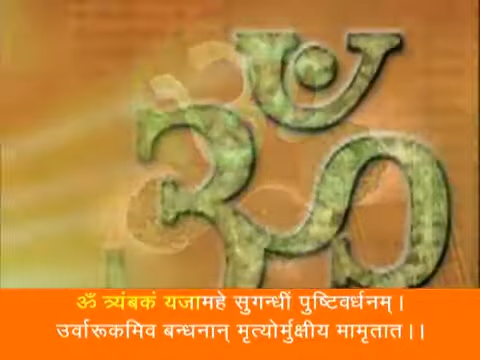 ॐ
ॐ त्र्यंबकं यजामहे सुगन्धीं पुष्टिवर्धनम्।
उर्वारूकमिव बन्धनान् मृत्योर्मुक्षीय मामृतात।।